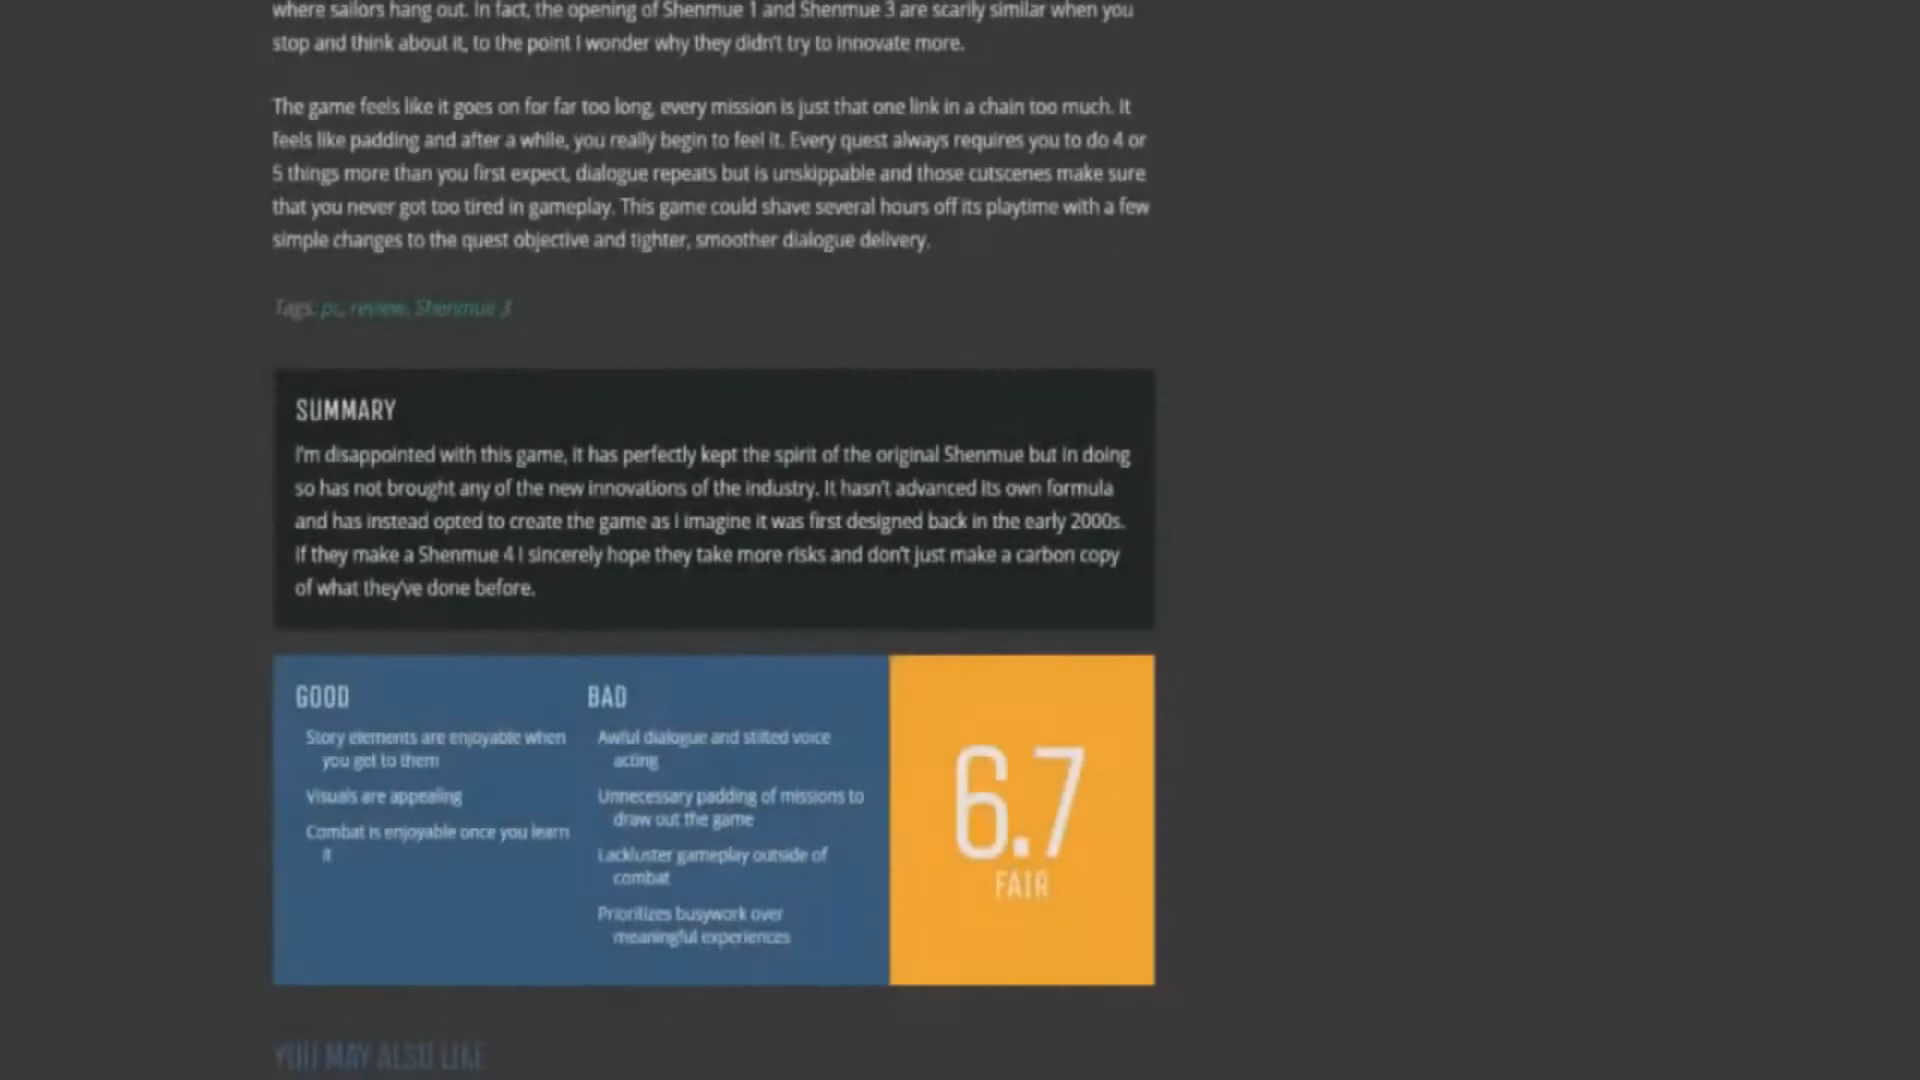 where sailors hang out. In fact, the opening of Shenmue 1 and Shenmue 3 are scarily similar when you
stop and think about it, to the point I wonder why they didn't try to innovate more.
The game feels like it goes on for far too long, every mission is just that one link in a chain too much. It
feels like padding and after a while, you really begin to feel it. Every quest always requires you to do 4 or
5 things more than you first expect, dialogue repeats but is unskippable and those cutscenes make sure
that you never got too tired in gameplay. This game could shave several hours off its playtime with a few
simple changes to the quest objective and tighter, smoother dialogue delivery.
Tags: pc, review, Shenmue 3
SUMMARY
I'm disappointed with this game, it has perfectly kept the spirit of the original Shenmue but in doing
so has not brought any of the new innovations of the industry. It hasn't advanced its own formula
and has instead opted to create the game as I imagine it was first designed back in the early 2000s.
If they make a Shenmue 4 I sincerely hope they take more risks and don't just make a carbon copy
of what they've done before.
GOOD
Story elements are enjoyable when
you get to them
Visuals are appealing
Combat is enjoyable once you learn
it
BAD
Awful dialogue and stilted voice
acting
Unnecessary padding of missions to
draw out the game
Lackluster gameplay outside of
combat
Prioritizes busywork over
meaningful experiences
6.7
FAIR
YOU MAY ALSO LIKE